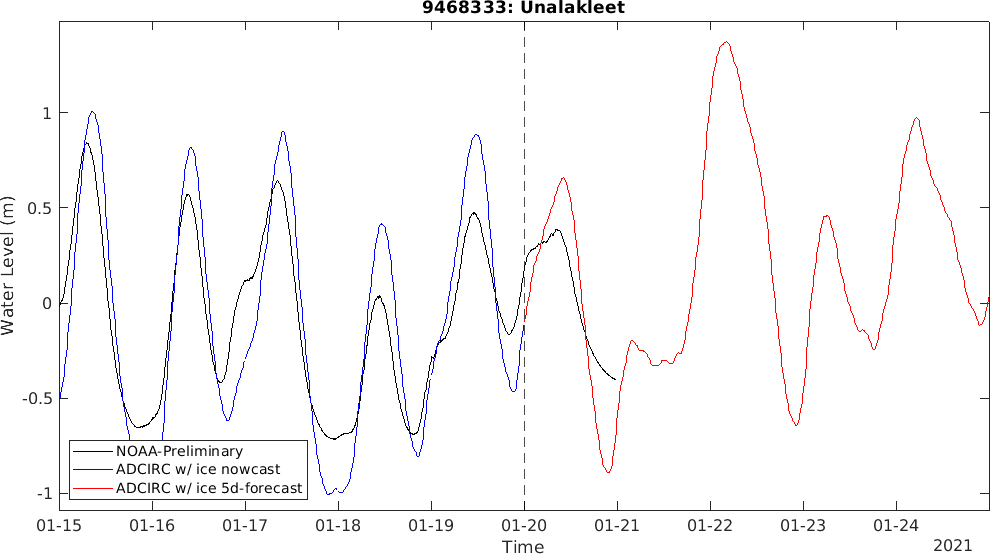 9468333: Unalakleet
Water Level (m)
1
0.5
0
-0.5
-1
NOAA-Preliminary
ADCIRC w/ ice nowcast
ADCIRC w/ ice 5d-forecast
01-15 01-16 01-17 01-18 01-19 01-20 01-21 01-22 01-23 01-24
Time
2021